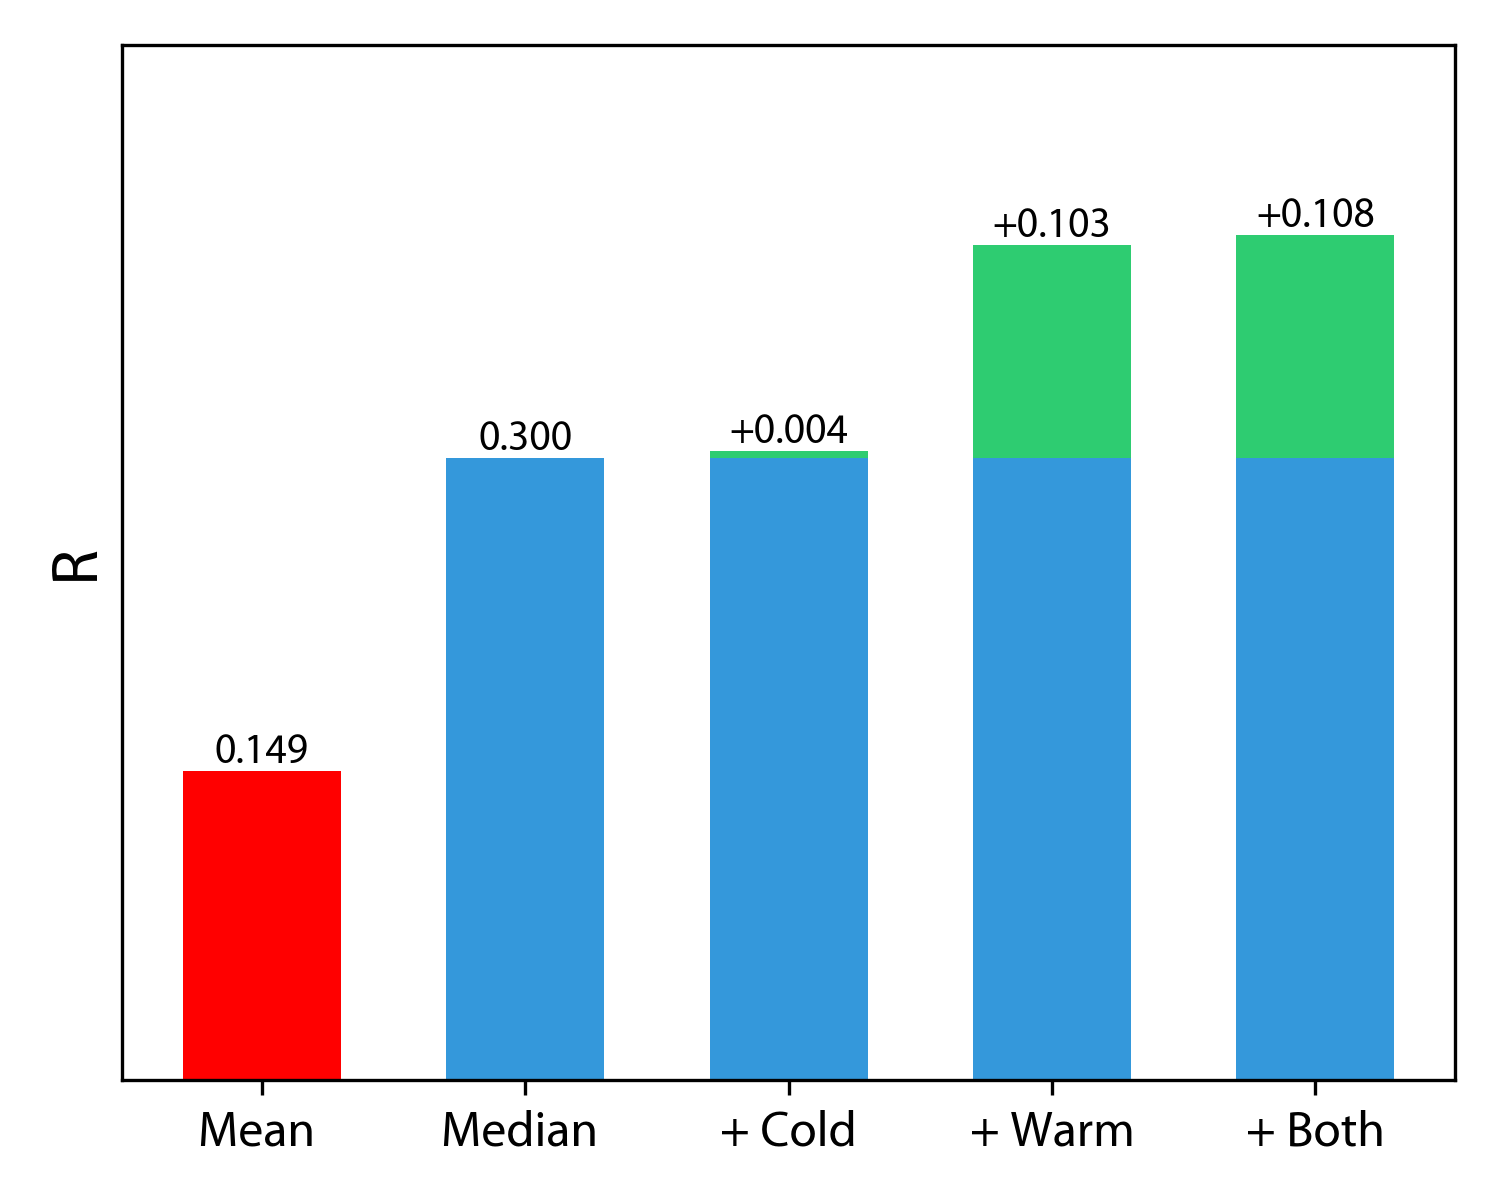 +0.108
+0.103
+0.004
0.300
0.149
R
Mean
Median
+ Cold
+ Warm
+ Both